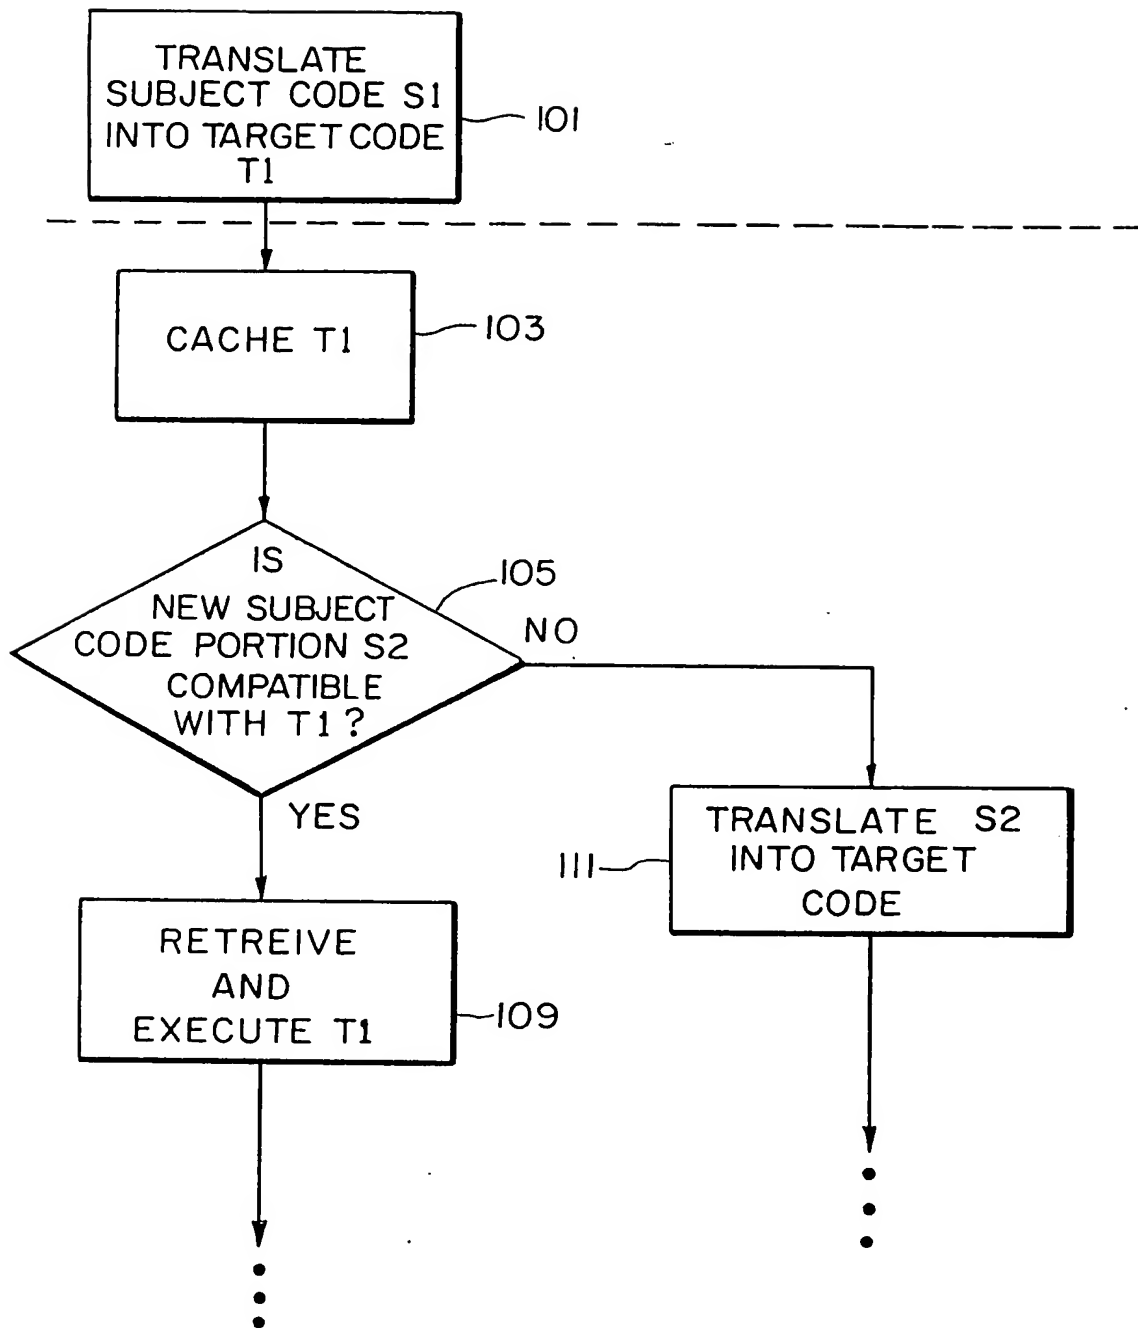 TRANSLATE
SUBJECT CODE S1
INTO TARGET CODE
T1
101
CACHE T1
103
IS
NEW SUBJECT
CODE PORTION S2
COMPATIBLE
WITH T1?
105
NO
YES
TRANSLATE S2
INTO TARGET
CODE
111
RETREIVE
AND
EXECUTE T1
109